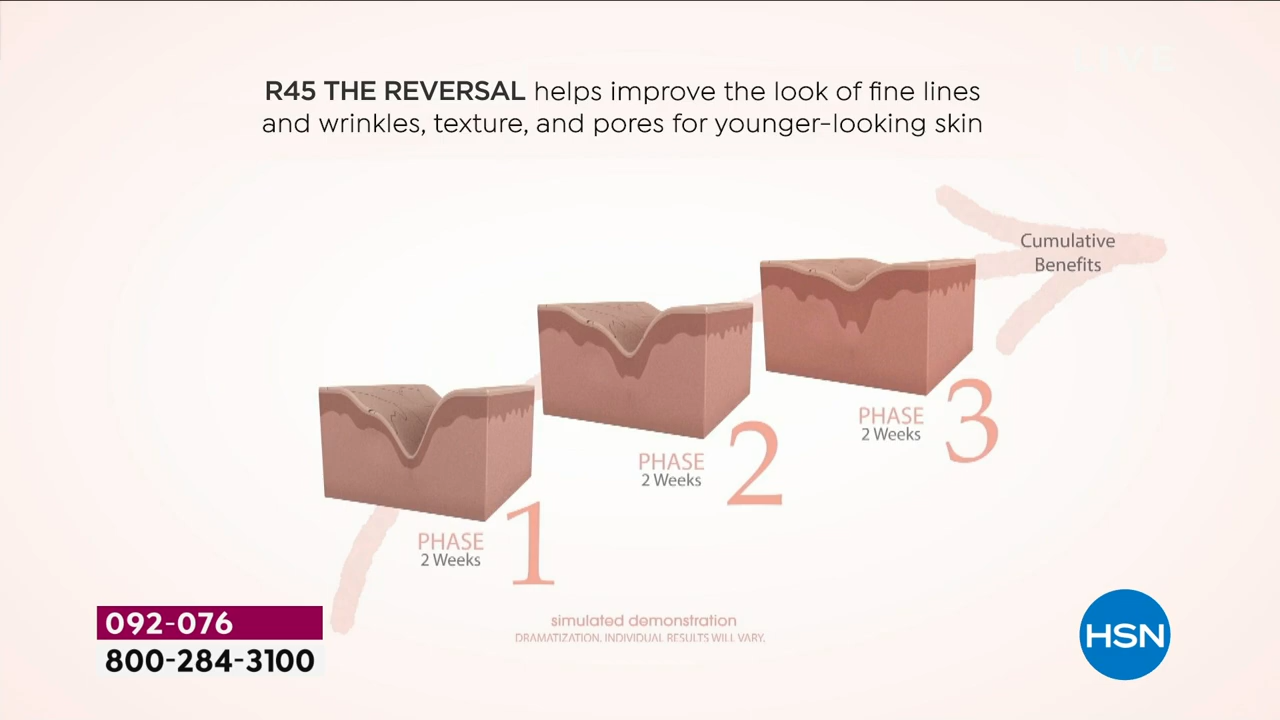 LIVE
R45 THE REVERSAL helps improve the look of fine lines
and wrinkles, texture, and pores for younger-looking skin
Cumulative
Benefits
PHASE
2 Weeks
3
PHASE
2 Weeks
2
PHASE
2 Weeks
1
simulated demonstration
DRAMATIZATION. INDIVIDUAL RESULTS WILL VARY.
092-076
800-284-3100
HSN